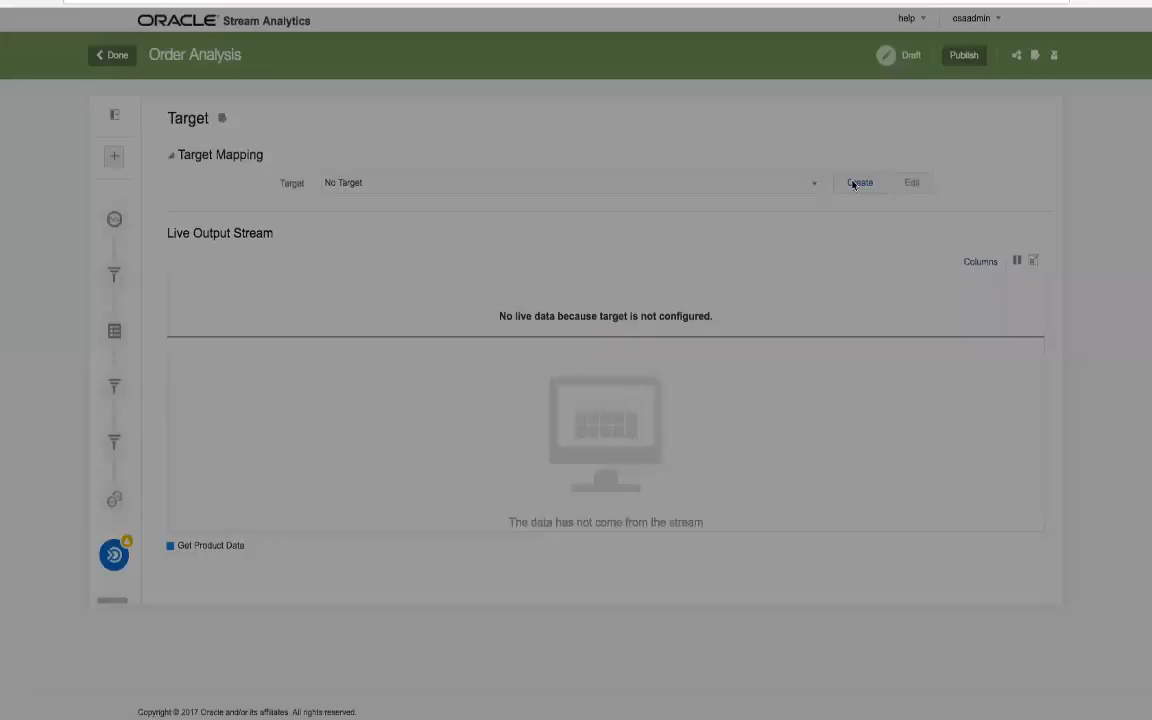 ORACLE Stream Analytics
help
osaadmin
Done
Order Analysis
Draft
Publish
Target
Target Mapping
Target
No Target
Create
Edit
Live Output Stream
Columns
No live data because target is not configured.
The data has not come from the stream
Get Product Data
Copyright © 2017 Oracle and/or its affiliates All rights reserved.